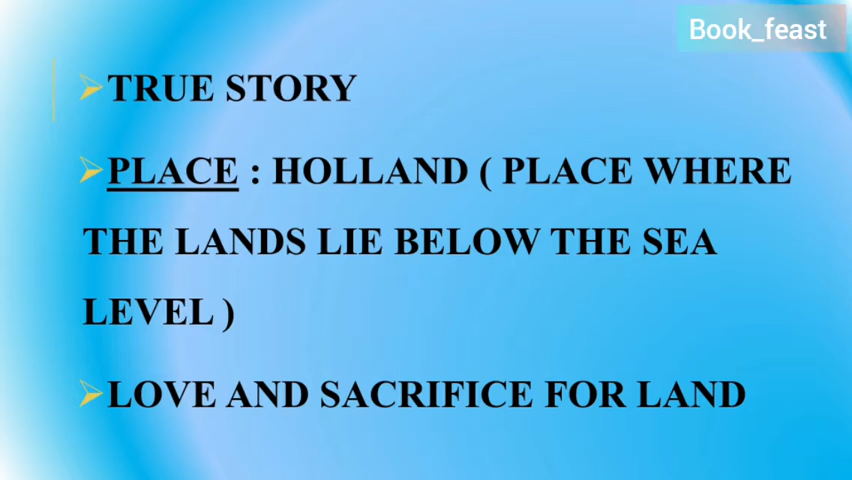 Book_feast
TRUE STORY
PLACE : HOLLAND ( PLACE WHERE
THE LANDS LIE BELOW THE SEA
LEVEL )
LOVE AND SACRIFICE FOR LAND